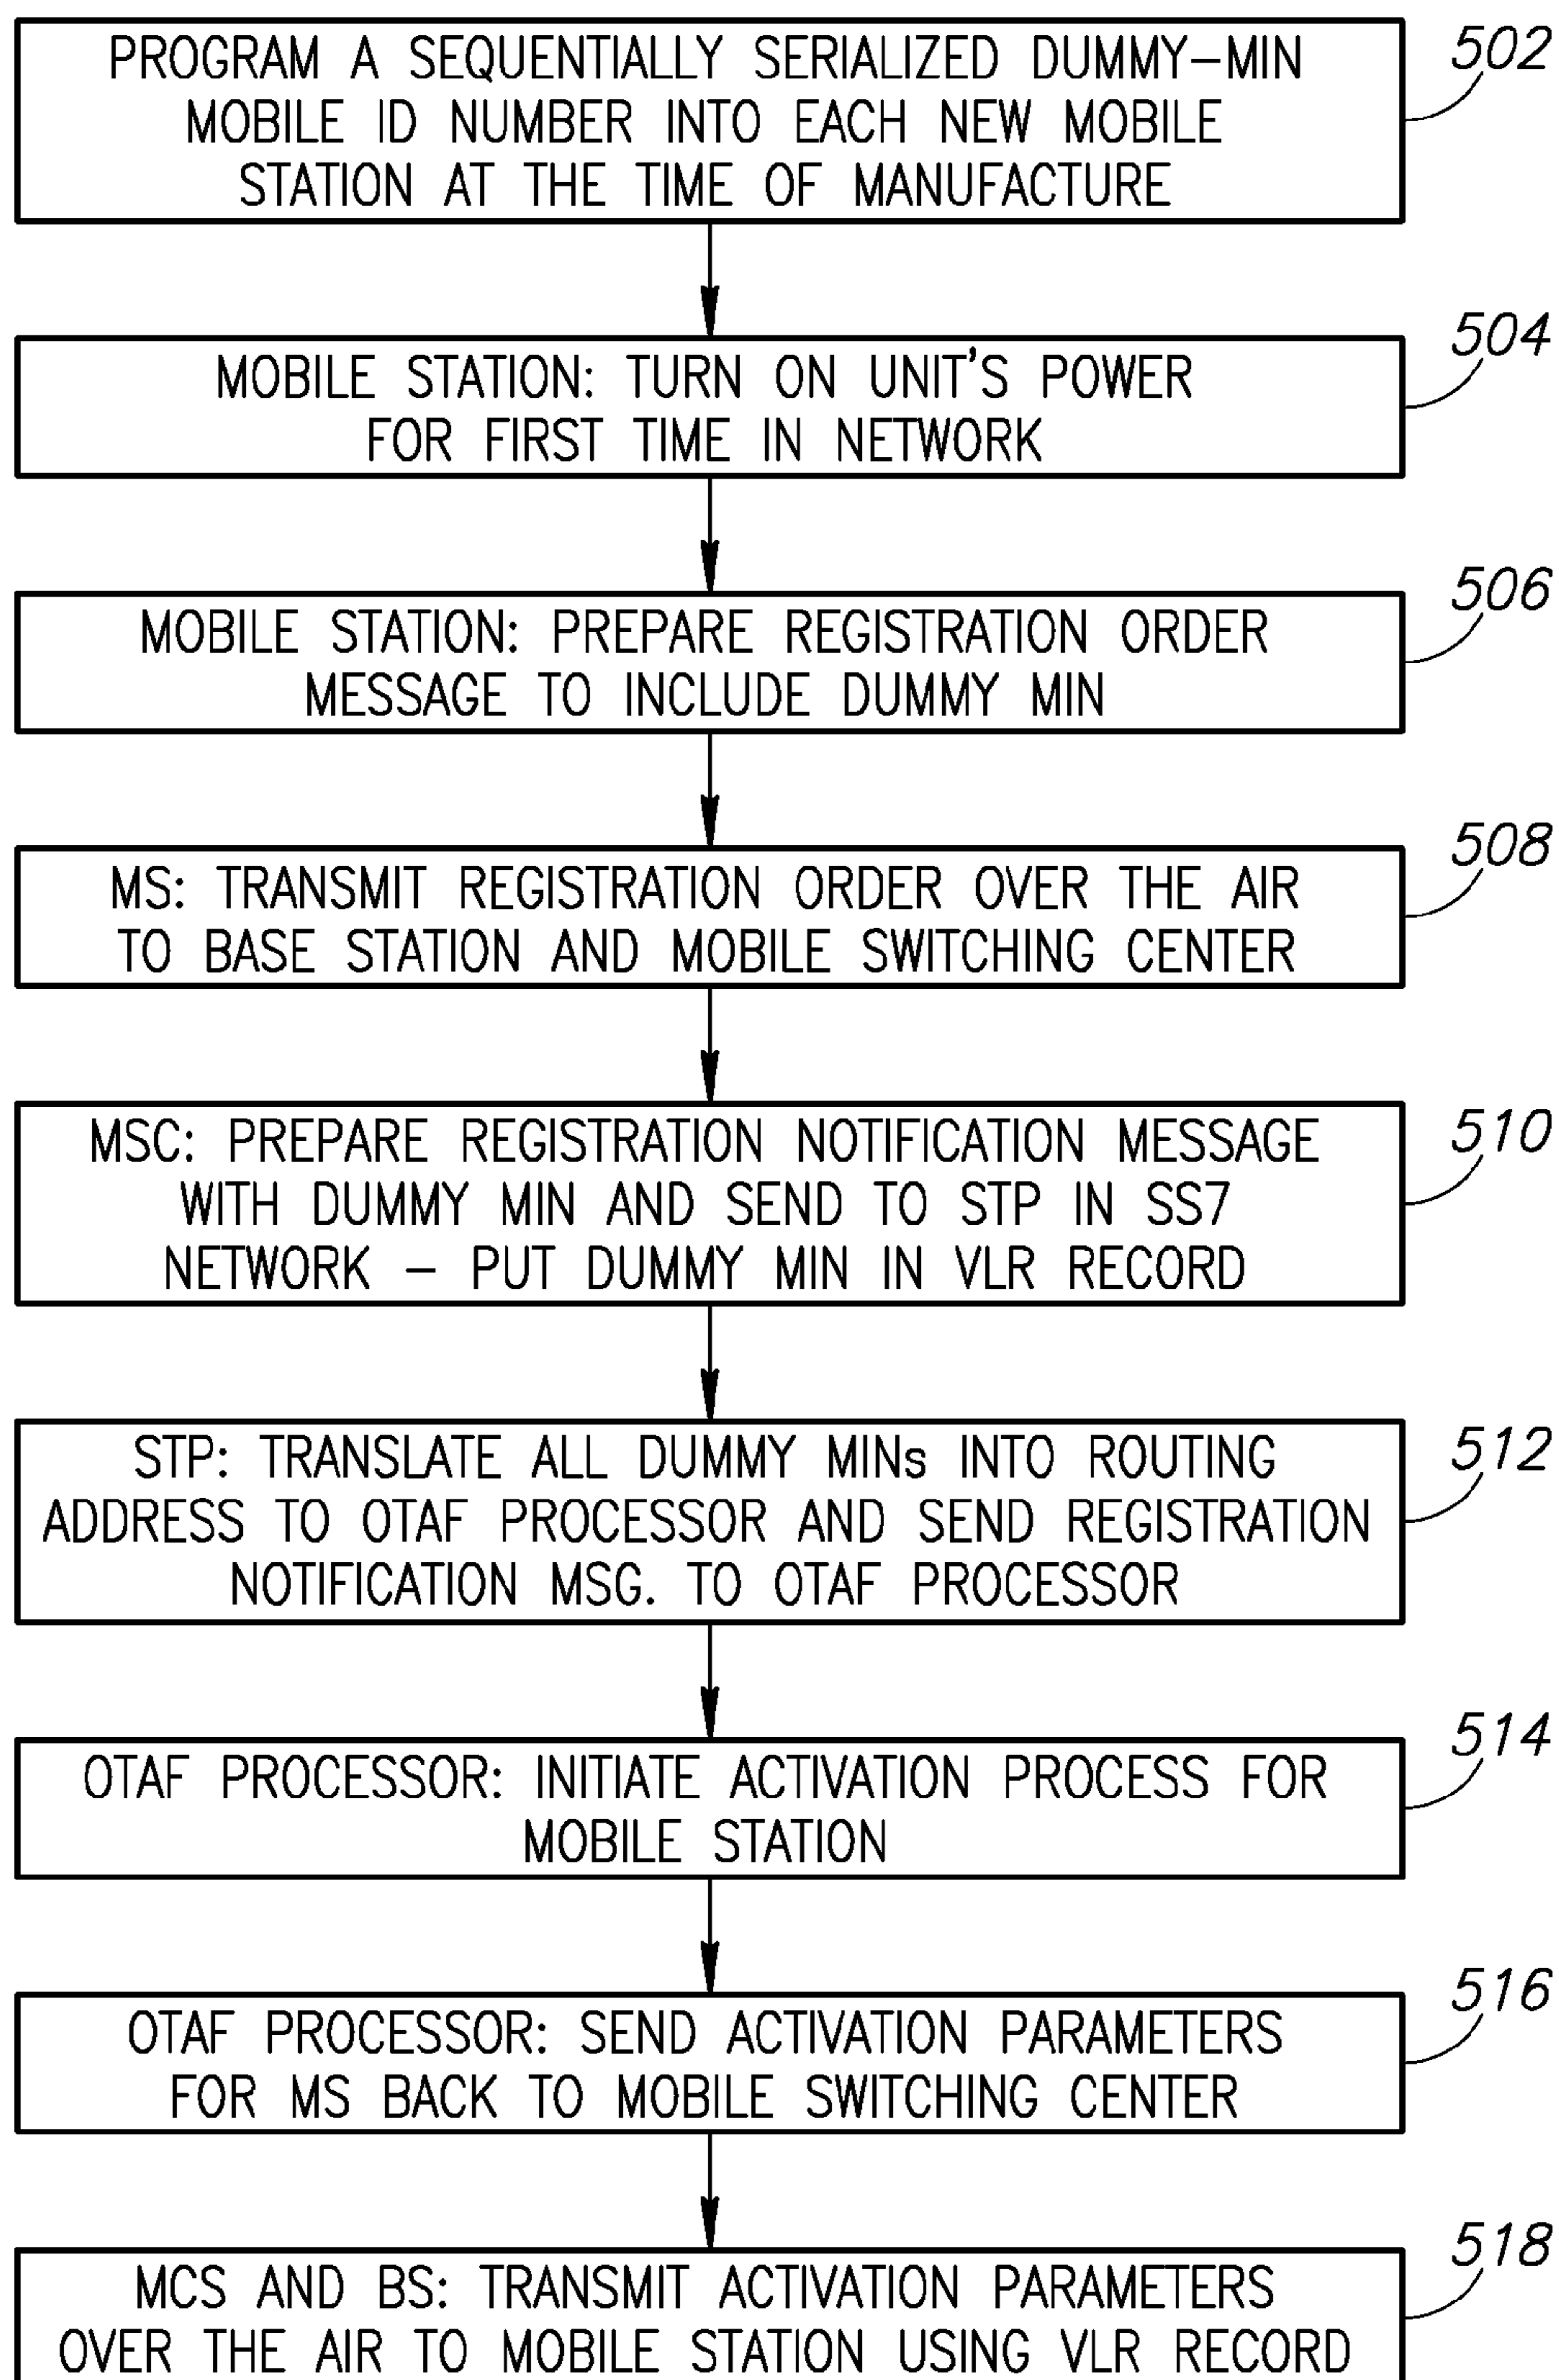 PROGRAM A SEQUENTIALLY SERIALIZED DUMMY-MIN
MOBILE ID NUMBER INTO EACH NEW MOBILE
STATION AT THE TIME OF MANUFACTURE
502
MOBILE STATION: TURN ON UNIT'S POWER
FOR FIRST TIME IN NETWORK
504
MOBILE STATION: PREPARE REGISTRATION ORDER
MESSAGE TO INCLUDE DUMMY MIN
506
MS: TRANSMIT REGISTRATION ORDER OVER THE AIR
TO BASE STATION AND MOBILE SWITCHING CENTER
508
MSC: PREPARE REGISTRATION NOTIFICATION MESSAGE
WITH DUMMY MIN AND SEND TO STP IN SS7
NETWORK - PUT DUMMY MIN IN VLR RECORD
510
STP: TRANSLATE ALL DUMMY MINs INTO ROUTING
ADDRESS TO OTAF PROCESSOR AND SEND REGISTRATION
NOTIFICATION MSG. TO OTAF PROCESSOR
512
OTAF PROCESSOR: INITIATE ACTIVATION PROCESS FOR
MOBILE STATION
514
OTAF PROCESSOR: SEND ACTIVATION PARAMETERS
FOR MS BACK TO MOBILE SWITCHING CENTER
516
MCS AND BS: TRANSMIT ACTIVATION PARAMETERS
OVER THE AIR TO MOBILE STATION USING VLR RECORD
518